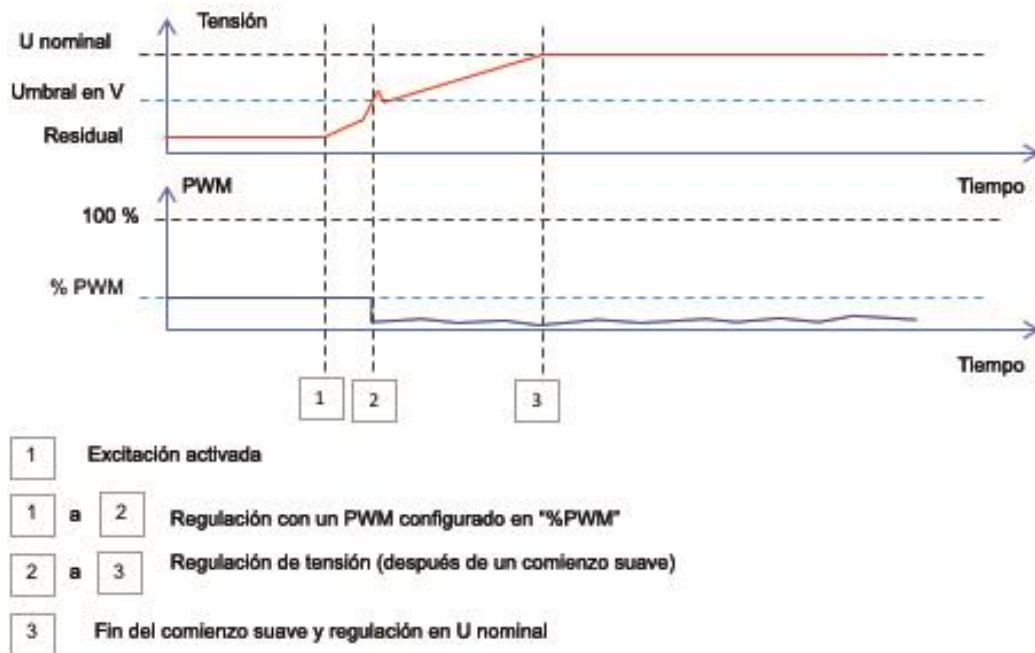 Tensión
U nominal
Umbral en V
Residual
PWM
Tiempo
100 %
% PWM
Tiempo
1 2 3
1 Excitación activada
1 a 2 Regulación con un PWM configurado en "%PWM"
2 a 3 Regulación de tensión (después de un comienzo suave)
3 Fin del comienzo suave y regulación en U nominal